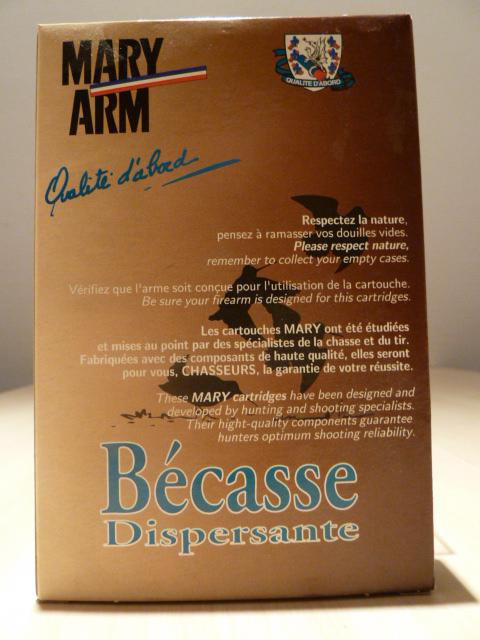 MARY
ARM
QUALITÉ D'ABORD
Qualité d'abord
Respectez la nature,
pensez à ramasser vos douilles vides.
Please respect nature,
remember to collect your empty cases.
Vérifiez que l'arme soit conçue pour l'utilisation de la cartouche.
Be sure your firearm is designed for this cartridges.
Les cartouches MARY ont été étudiées
et mises au point par des spécialistes de la chasse et du tir.
Fabriquées avec des composants de haute qualité, elles seront
pour vous, CHASSEURS, la garantie de votre réussite.
These MARY cartridges have been designed and
developed by hunting and shooting specialists.
Their hight-quality components guarantee
hunters optimum shooting reliability.
Bécasse
Dispersante